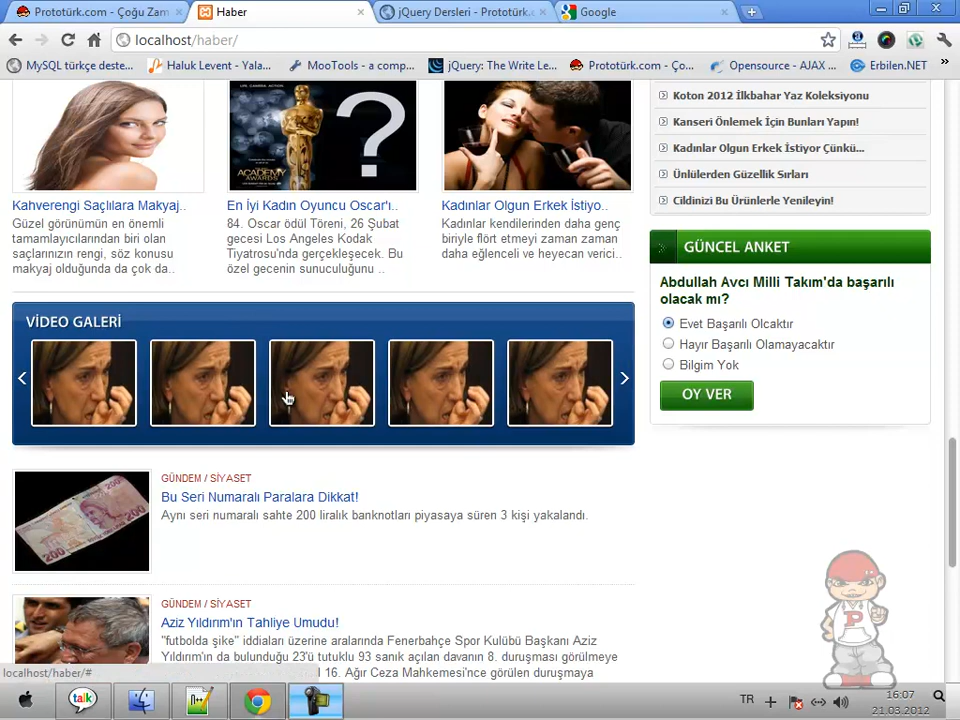 Prototürk.com - Çoğu Zam
Haber
jQuery Dersleri - Prototürk.c
Google
localhost/haber/
MySQL türkçe deste...
Haluk Levent - Yala...
MooTools - a comp...
jQuery: The Write Le...
Prototürk.com - Ço...
Opensource - AJAX ...
Erbilen.NET
»
ACADEMY
AWARDS
?
Kahverengi Saçlılara Makyaj..
Güzel görünümün en önemli
tamamlayıcılarından biri olan
saçlarınızın rengi, söz konusu
makyaj olduğunda da çok da..
En İyi Kadın Oyuncu Oscar'ı..
84. Oscar ödül Töreni, 26 Şubat
gecesi Los Angeles Kodak
Tiyatrosu'nda gerçekleşecek. Bu
özel gecenin sunuculuğunu ..
Kadınlar Olgun Erkek İstiyo..
Kadınlar kendilerinden daha genç
biriyle flört etmeyi zaman zaman
daha eğlenceli ve heyecan verici..
Koton 2012 İlkbahar Yaz Koleksiyonu
Kanseri Önlemek İçin Bunları Yapın!
Kadınlar Olgun Erkek İstiyor Çünkü...
Ünlülerden Güzellik Sırları
Cildinizi Bu Ürünlerle Yenileyin!
GÜNCEL ANKET
Abdullah Avcı Milli Takım'da başarılı
olacak mı?
Evet Başarılı Olcaktır
Hayır Başarılı Olamayacaktır
Bilgim Yok
OY VER
VİDEO GALERİ
GÜNDEM / SİYASET
Bu Seri Numaralı Paralara Dikkat!
Aynı seri numaralı sahte 200 liralık banknotları piyasaya süren 3 kişi yakalandı.
200
200
GÜNDEM / SİYASET
Aziz Yıldırım'ın Tahliye Umudu!
"futbolda şike" iddiaları üzerine aralarında Fenerbahçe Spor Kulübü Başkanı Aziz
Yıldırım'ın da bulunduğu 23'ü tutuklu 93 sanık açılan davanın 8. duruşması görülmeye
16. Ağır Ceza Mahkemesi'nce görülen duruşmaya
localhost/haber/#
P
talk
TR
16:07
21.03.2012